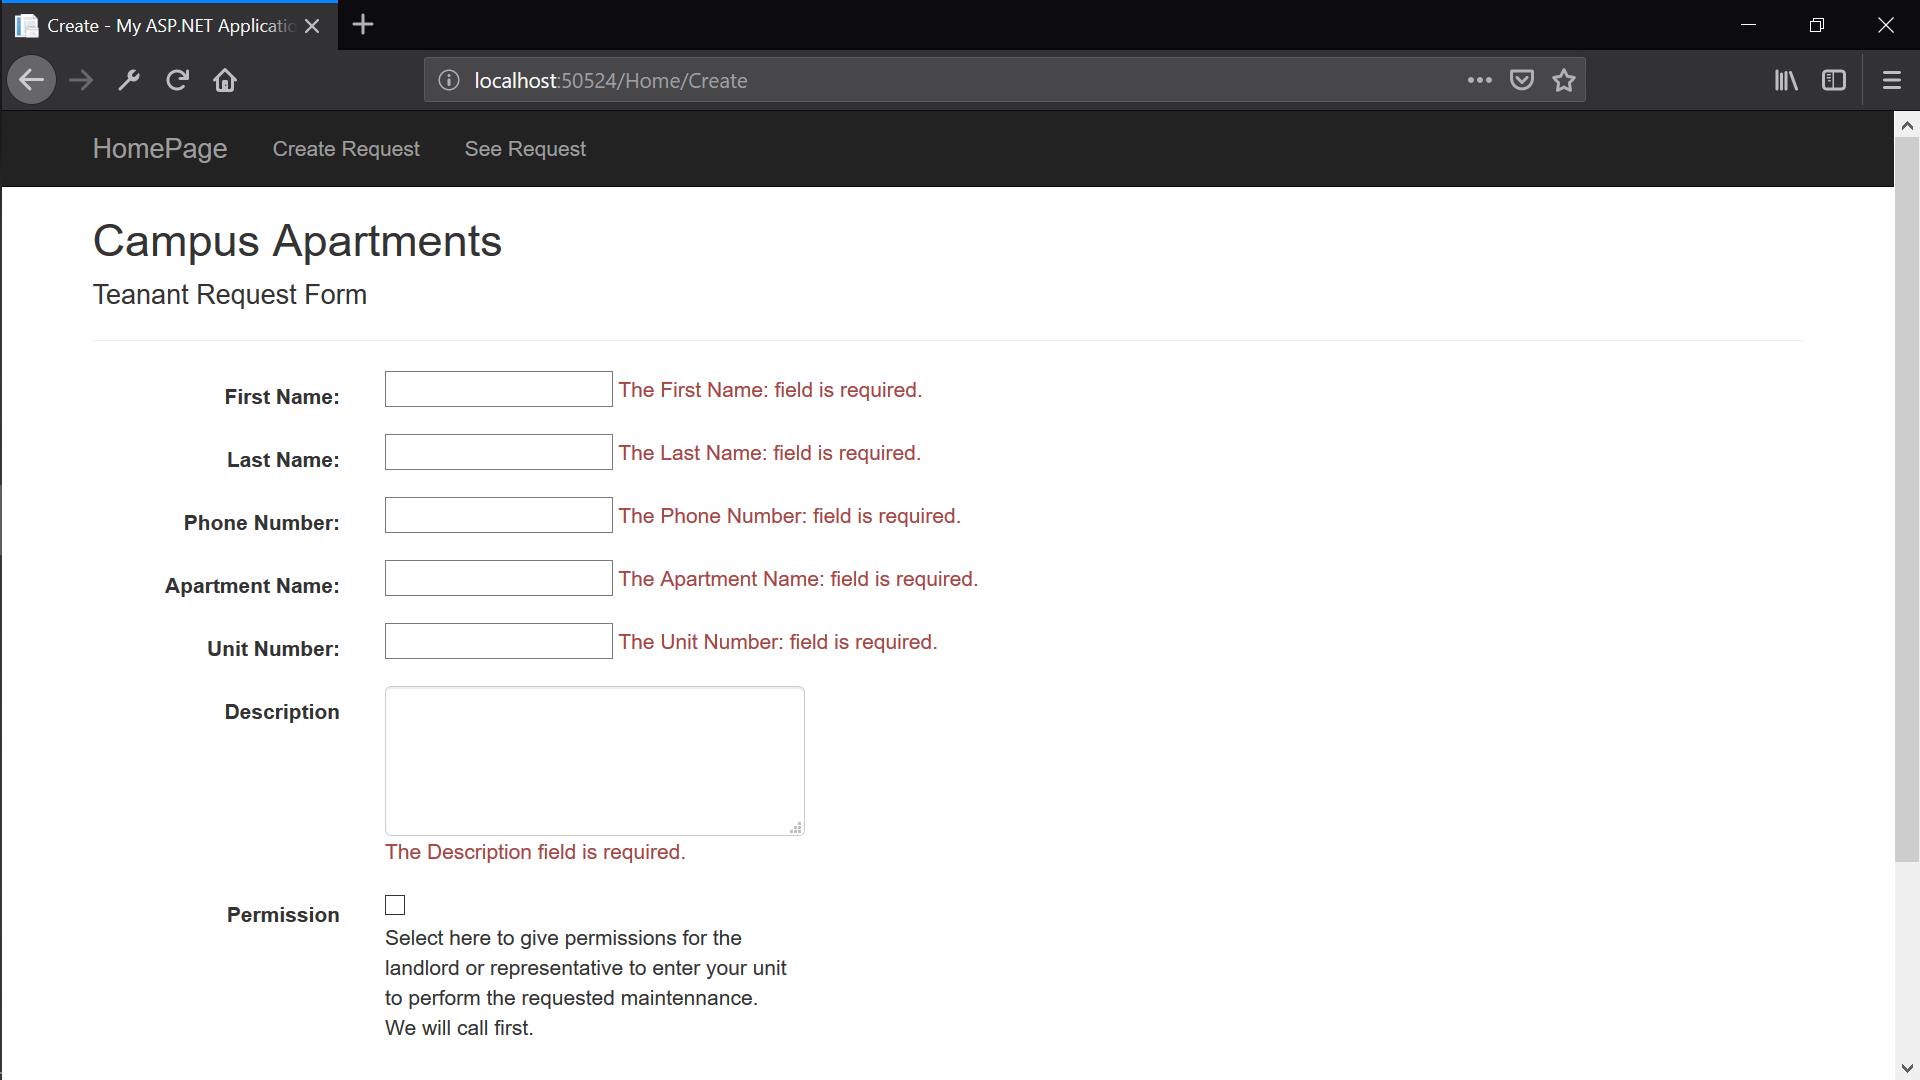 Create - My ASP.NET Applicatio
localhost:50524/Home/Create
HomePage Create Request See Request
Campus Apartments
Teanant Request Form
First Name: The First Name: field is required.
Last Name: The Last Name: field is required.
Phone Number: The Phone Number: field is required.
Apartment Name: The Apartment Name: field is required.
Unit Number: The Unit Number: field is required.
Description
The Description field is required.
Permission
Select here to give permissions for the
landlord or representative to enter your unit
to perform the requested maintennance.
We will call first.